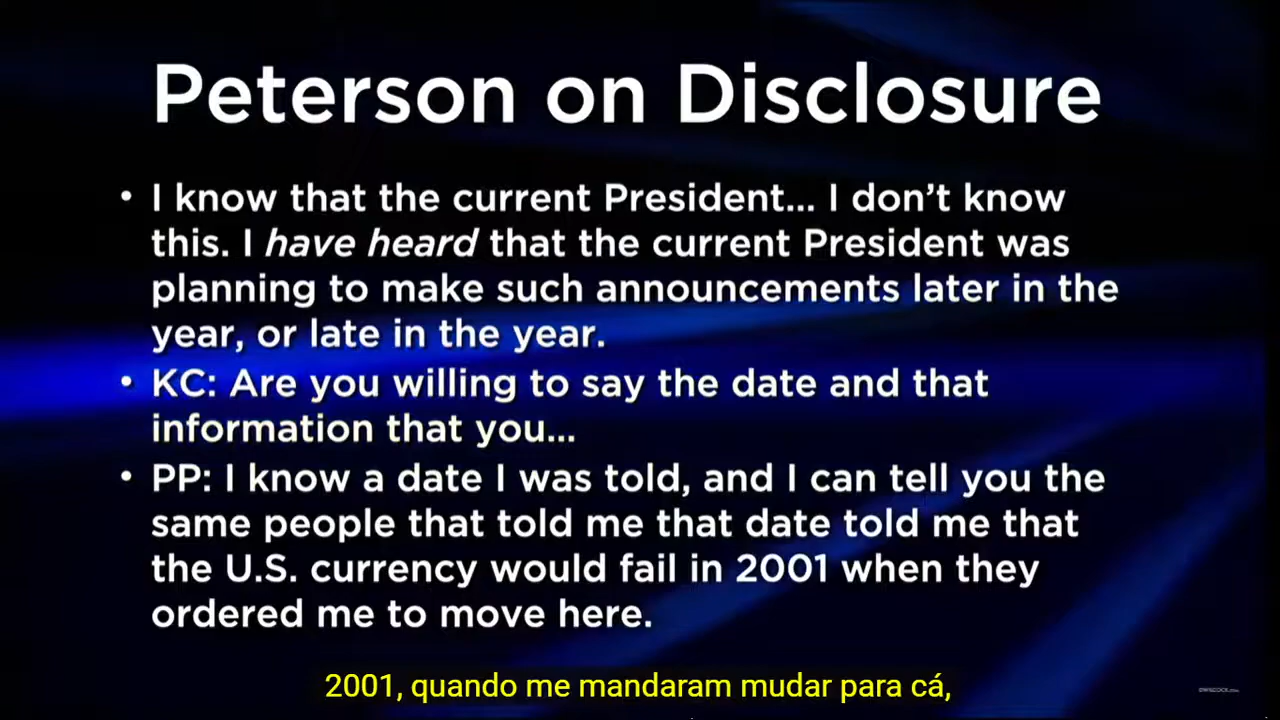 Peterson on Disclosure
• I know that the current President... I don’t know
this. I have heard that the current President was
planning to make such announcements later in the
year, or late in the year.
• KC: Are you willing to say the date and that
information that you...
• PP: I know a date I was told, and I can tell you the
same people that told me that date told me that
the U.S. currency would fail in 2001 when they
ordered me to move here.
2001, quando me mandaram mudar para cá,